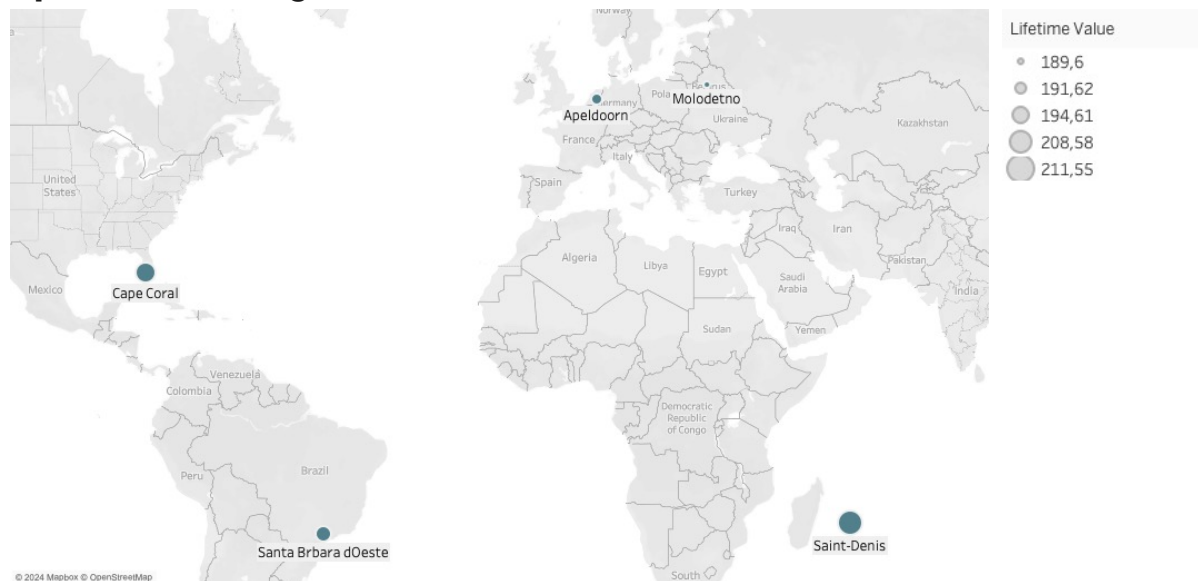 Norway
Pola
Belarus
Molodetno
Germany
Apeldoorn
Ukraine
Kazakhstan
France
Italy
Spain
Turkey
United
States
Iraq
Iran
Algeria
Libya
Egypt
Pakistan
Saudi
Arabia
India
Mexico
Cape Coral
Sudan
Yemen
Venezuela
Colombia
Democratic
Republic
of Congo
Peru
Brazil
Santa Brbara dOeste
Saint-Denis
South
© 2024 Mapbox © OpenStreetMap
Lifetime Value
189,6
191,62
194,61
208,58
211,55